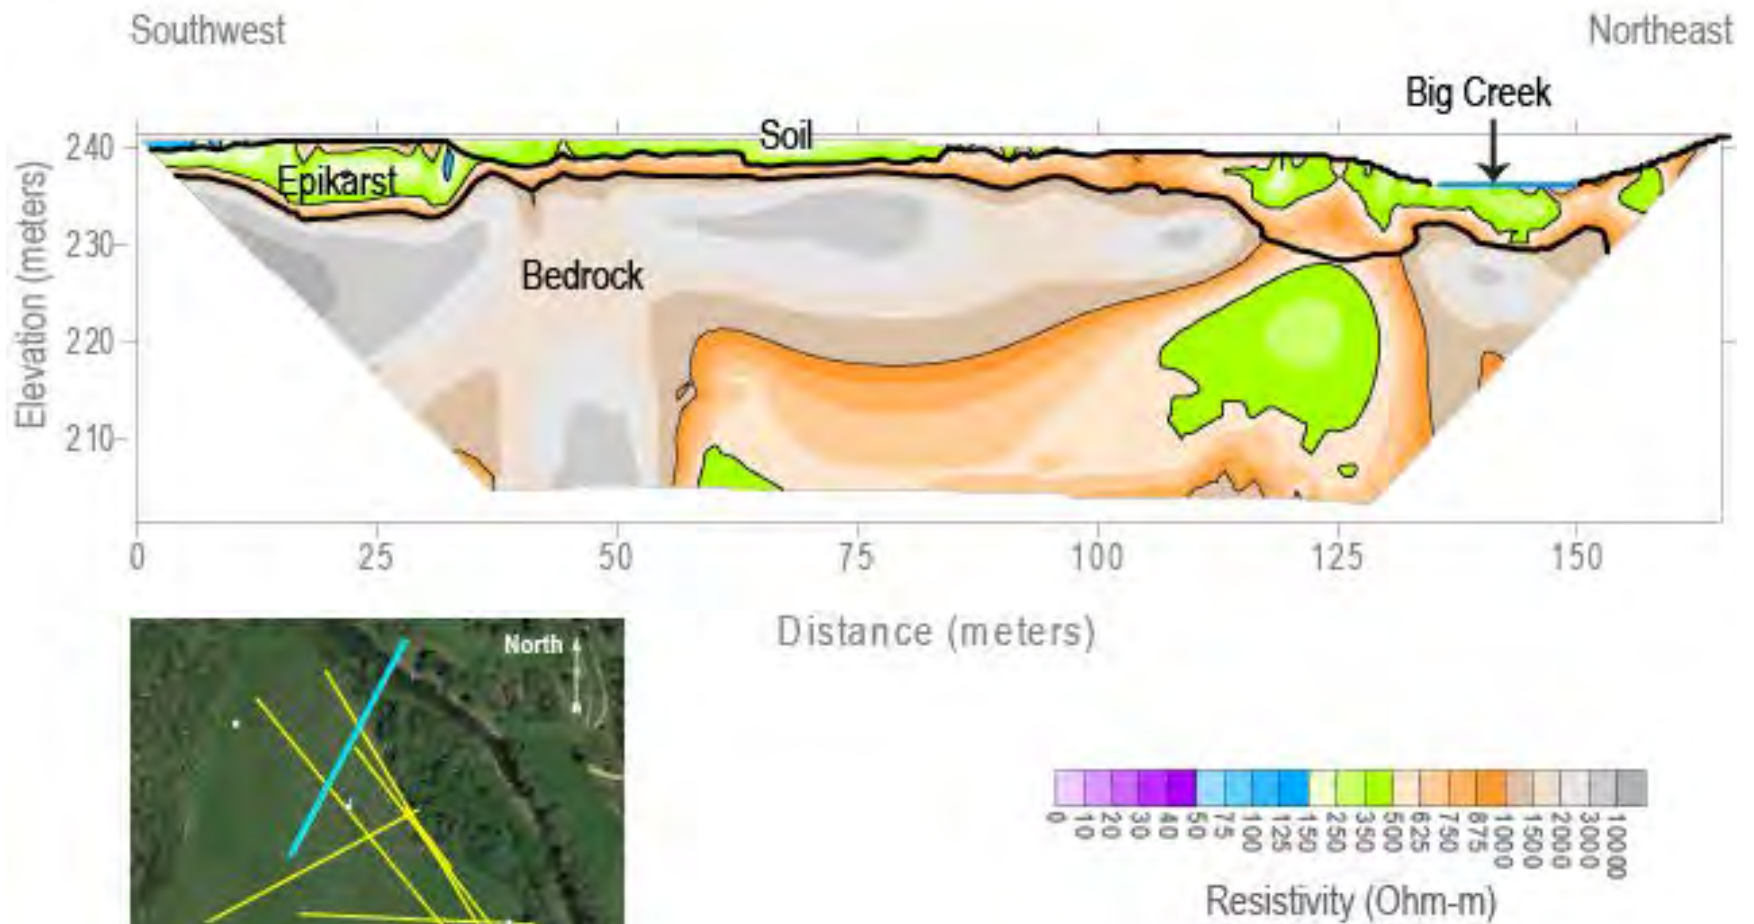 Southwest
Northeast
Big Creek
Soil
Epikarst
Bedrock
Elevation (meters)
240
230
220
210
0 25 50 75 100 125 150
Distance (meters)
North
0 10 20 30 40 50 75 100 125 150 250 350 500 625 750 875 1000 1500 2000 3000 10000
Resistivity (Ohm-m)